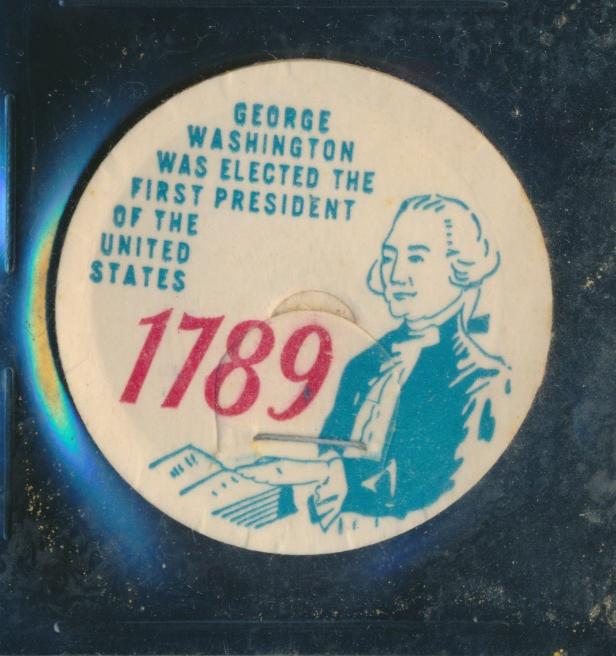 GEORGE
WASHINGTON
WAS ELECTED THE
FIRST PRESIDENT
OF THE
UNITED
STATES
1789